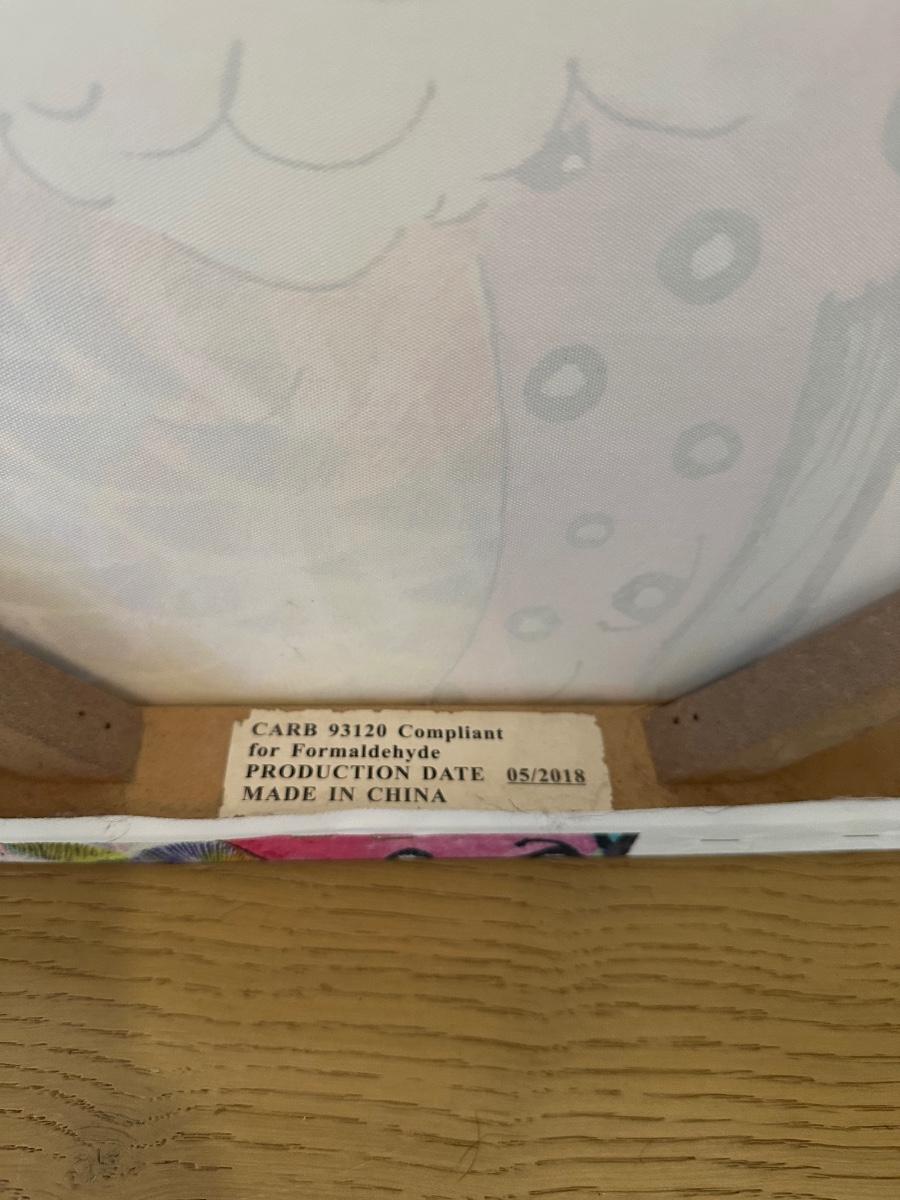 CARB 93120 Compliant
for Formaldehyde
PRODUCTION DATE 05/2018
MADE IN CHINA